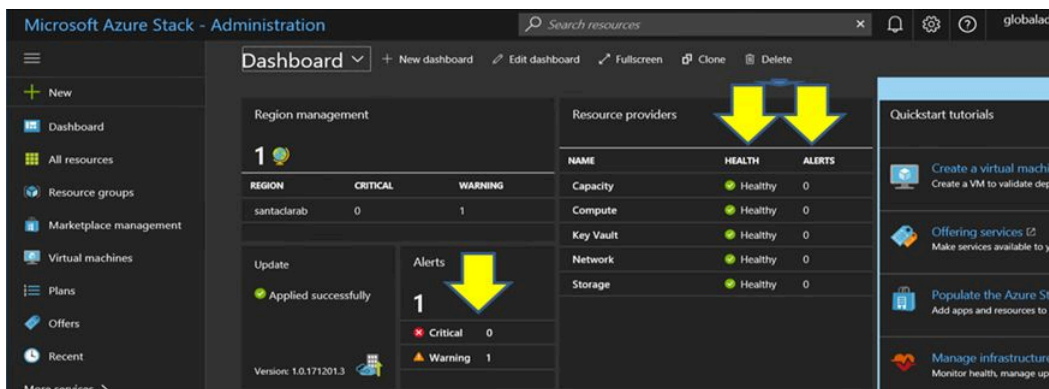 Microsoft Azure Stack - Administration
Search resources
globalad
Dashboard
New dashboard
Edit dashboard
Fullscreen
Clone
Delete
New
Dashboard
All resources
Resource groups
Marketplace management
Virtual machines
Plans
Offers
Recent
More services
Region management
1
REGION CRITICAL WARNING
santaclarab 0 1
Update
Applied successfully
Version: 1.0.171201.3
Alerts
1
Critical 0
Warning 1
Resource providers
NAME HEALTH ALERTS
Capacity Healthy 0
Compute Healthy 0
Key Vault Healthy 0
Network Healthy 0
Storage Healthy 0
Quickstart tutorials
Create a virtual machi
Create a VM to validate dep
Offering services
Make services available to y
Populate the Azure St
Add apps and resources to
Manage infrastructure
Monitor health, manage up